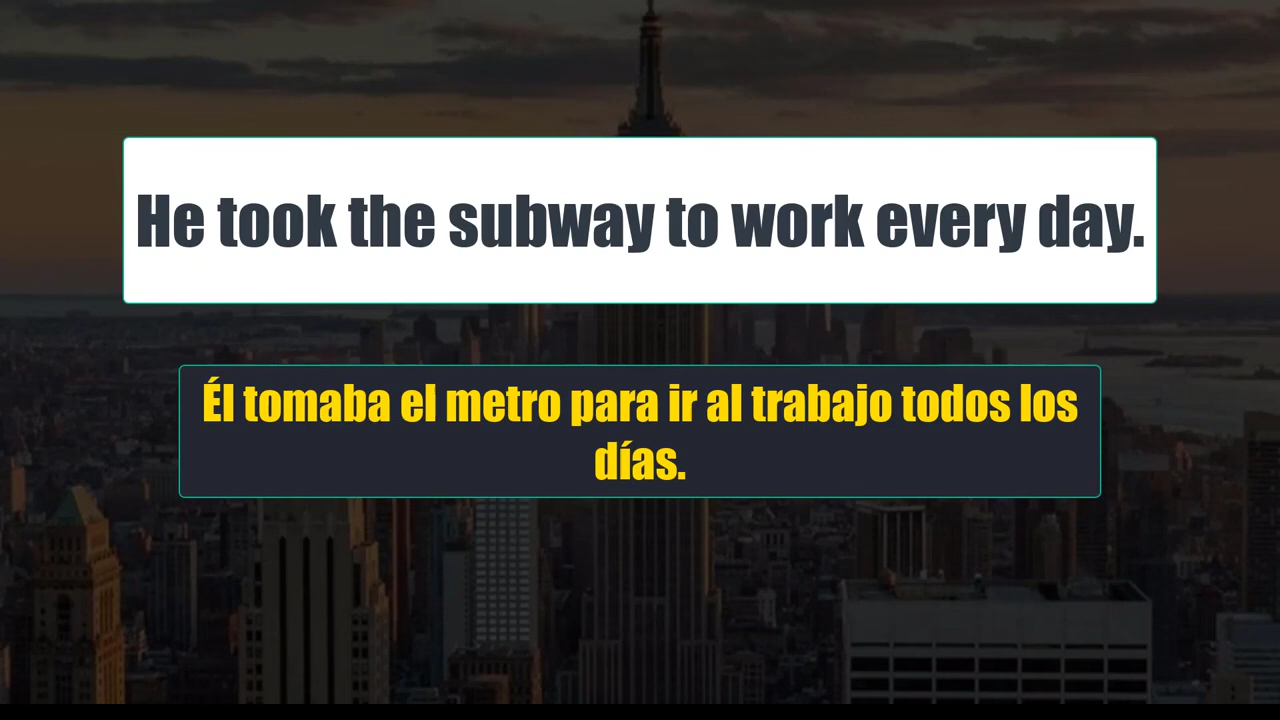 He took the subway to work every day.
Él tomaba el metro para ir al trabajo todos los
días.